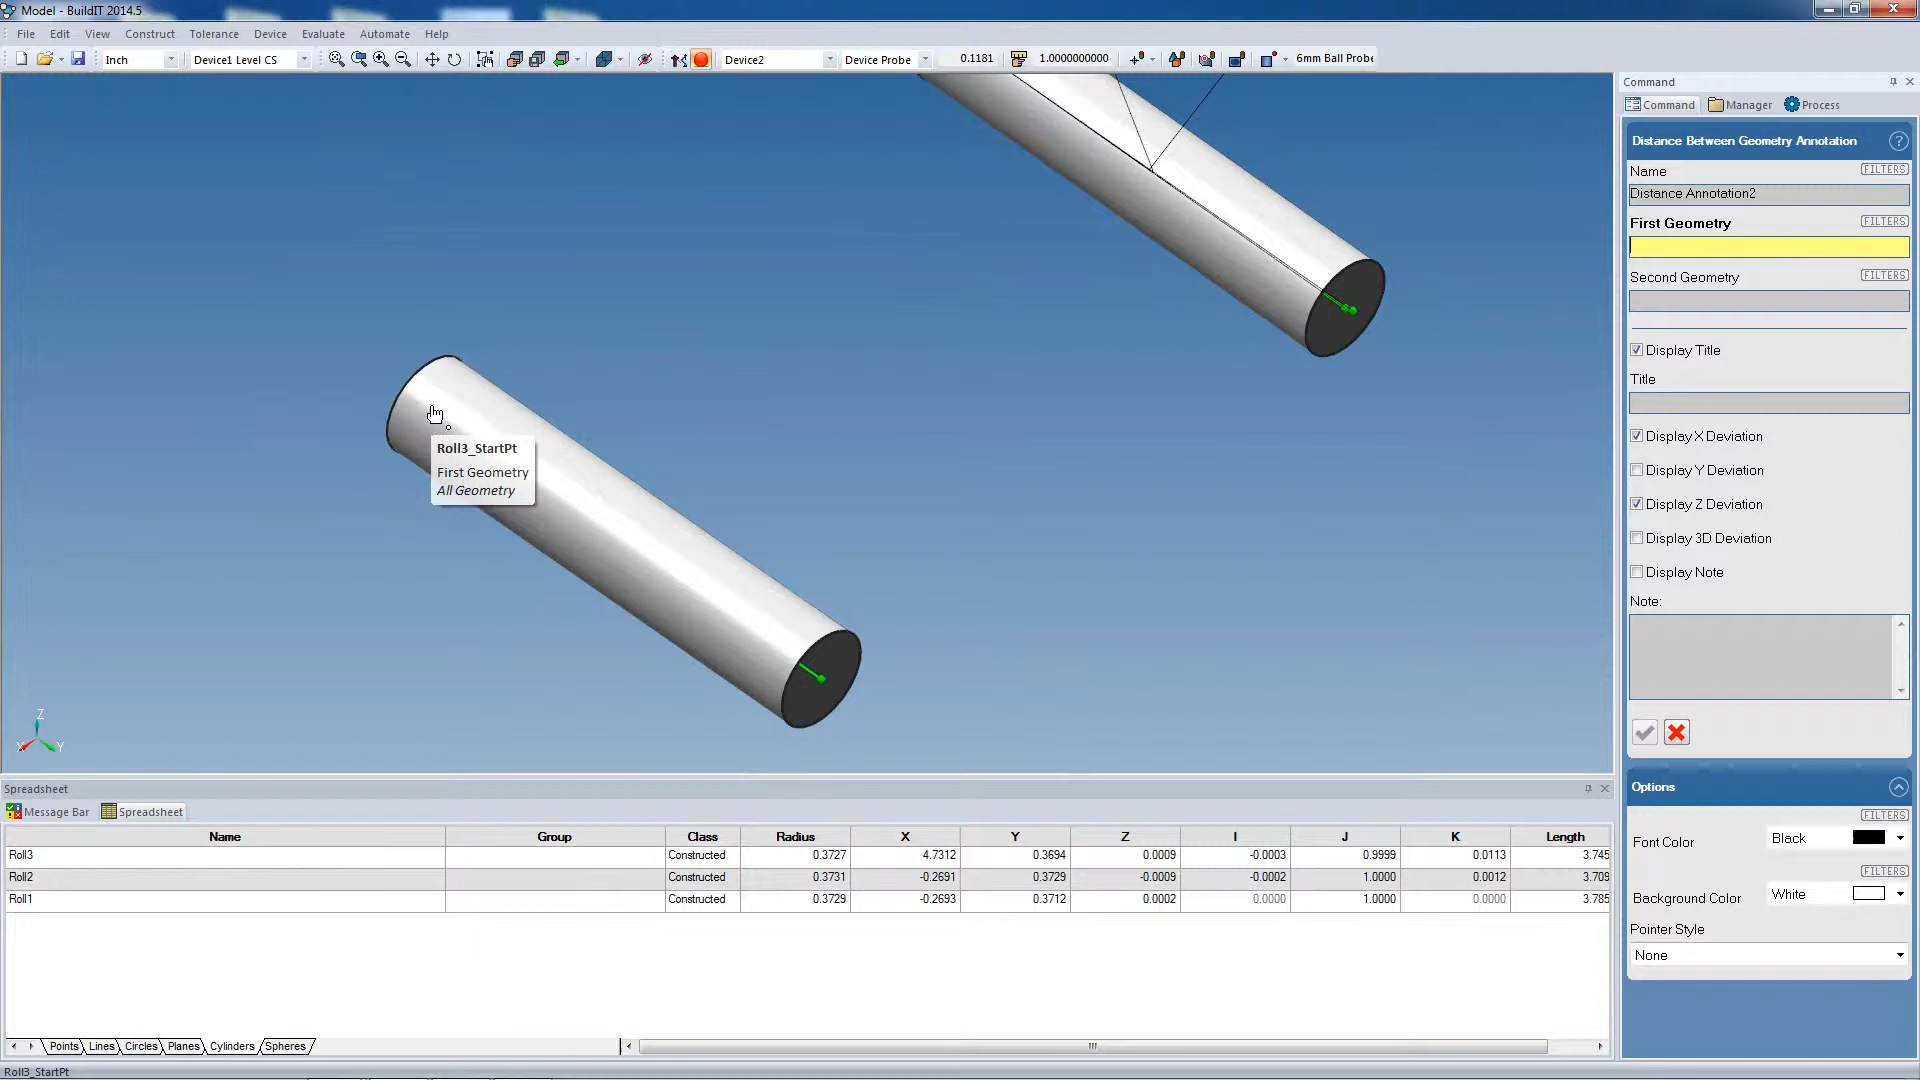 Model - BuildIT 2014.5
File Edit View Construct Tolerance Device Evaluate Automate Help
Inch Device1 Level CS Device2 Device Probe 0.1181 1.0000000000 6mm Ball Probe
Command
Command Manager Process
Distance Between Geometry Annotation ?
Name FILTERS
Distance Annotation2
First Geometry FILTERS
Second Geometry FILTERS
Display Title
Title
Display X Deviation
Display Y Deviation
Display Z Deviation
Display 3D Deviation
Display Note
Note:
Options
FILTERS
Font Color Black
FILTERS
Background Color White
Pointer Style
None
Roll3_StartPt
First Geometry
All Geometry
Z
X Y
Spreadsheet
Message Bar Spreadsheet
Name Group Class Radius X Y Z I J K Length
Roll3 Constructed 0.3727 4.7312 0.3694 0.0009 -0.0003 0.9999 0.0113 3.745
Roll2 Constructed 0.3731 -0.2691 0.3729 -0.0009 -0.0002 1.0000 0.0012 3.709
Roll1 Constructed 0.3729 -0.2693 0.3712 0.0002 0.0000 1.0000 0.0000 3.785
Points Lines Circles Planes Cylinders Spheres
Roll3_StartPt